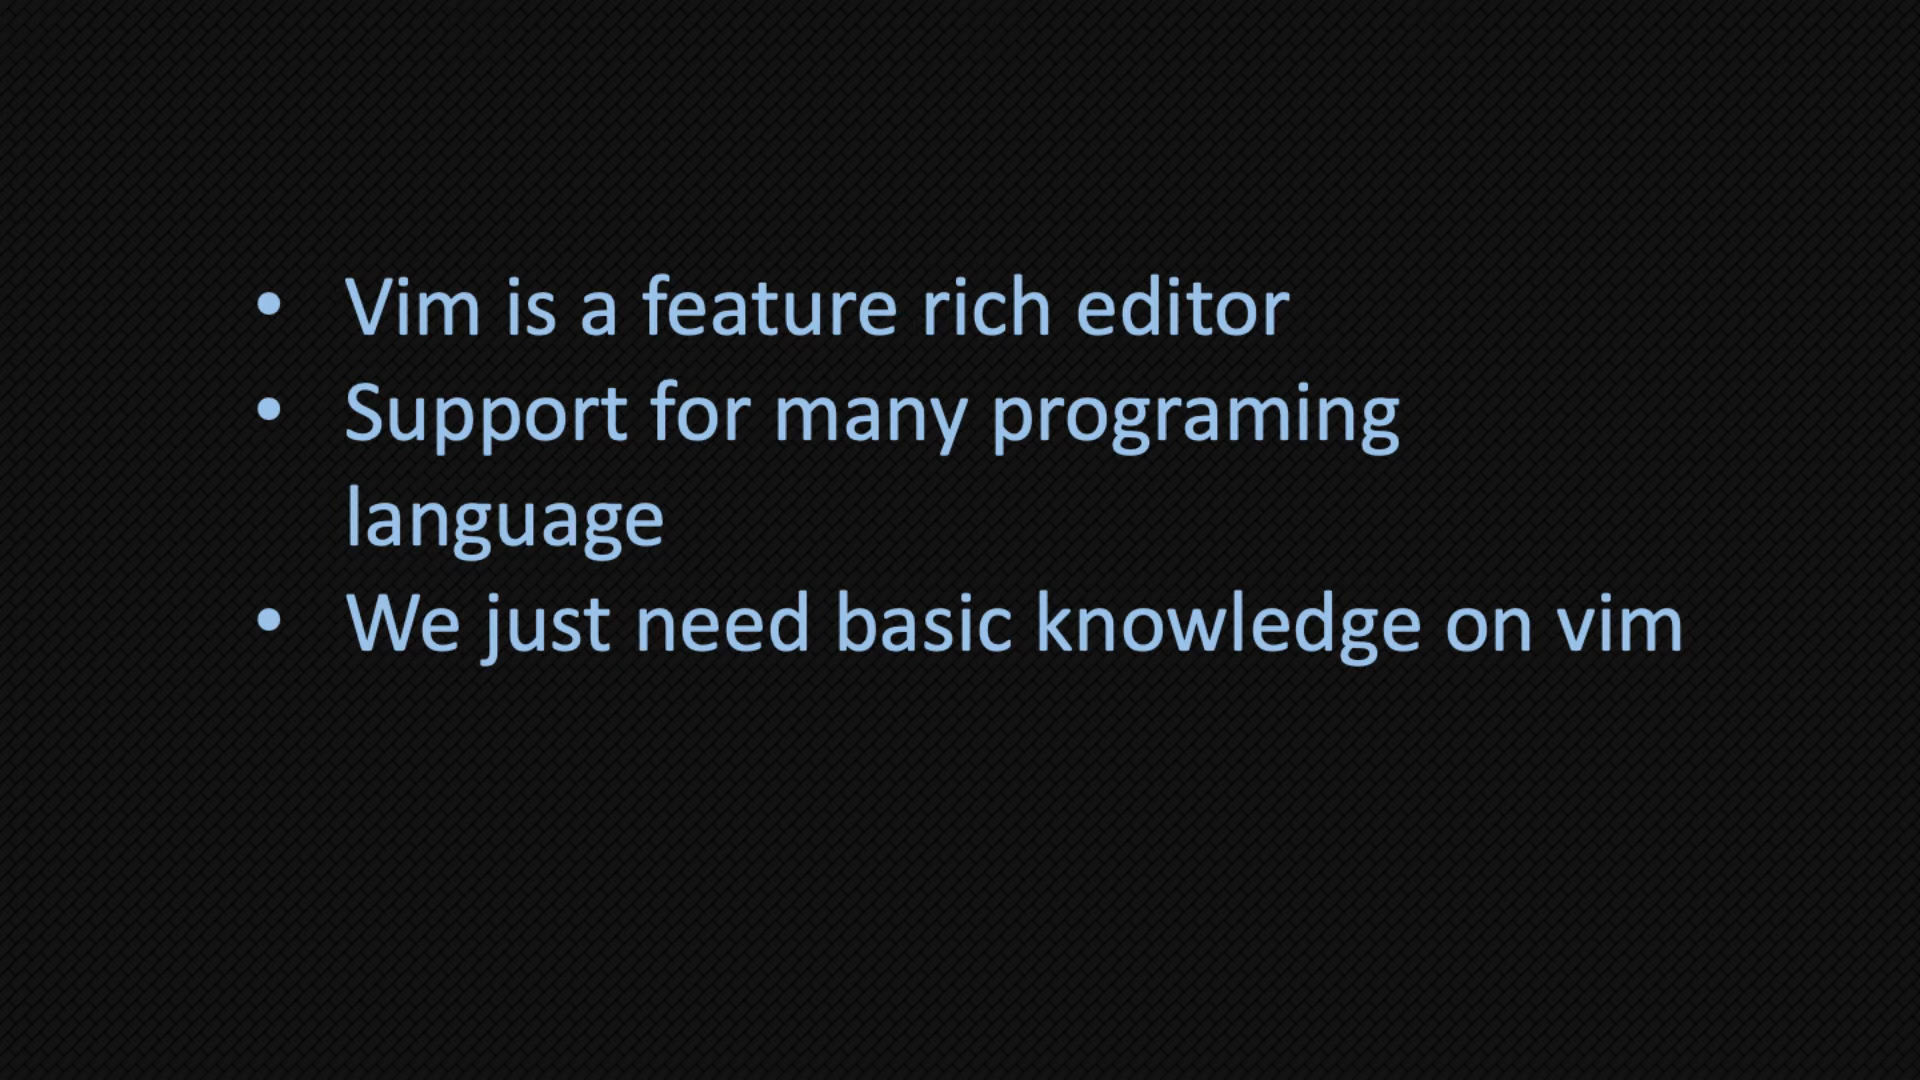 • Vim is a feature rich editor
• Support for many programing
language
• We just need basic knowledge on vim